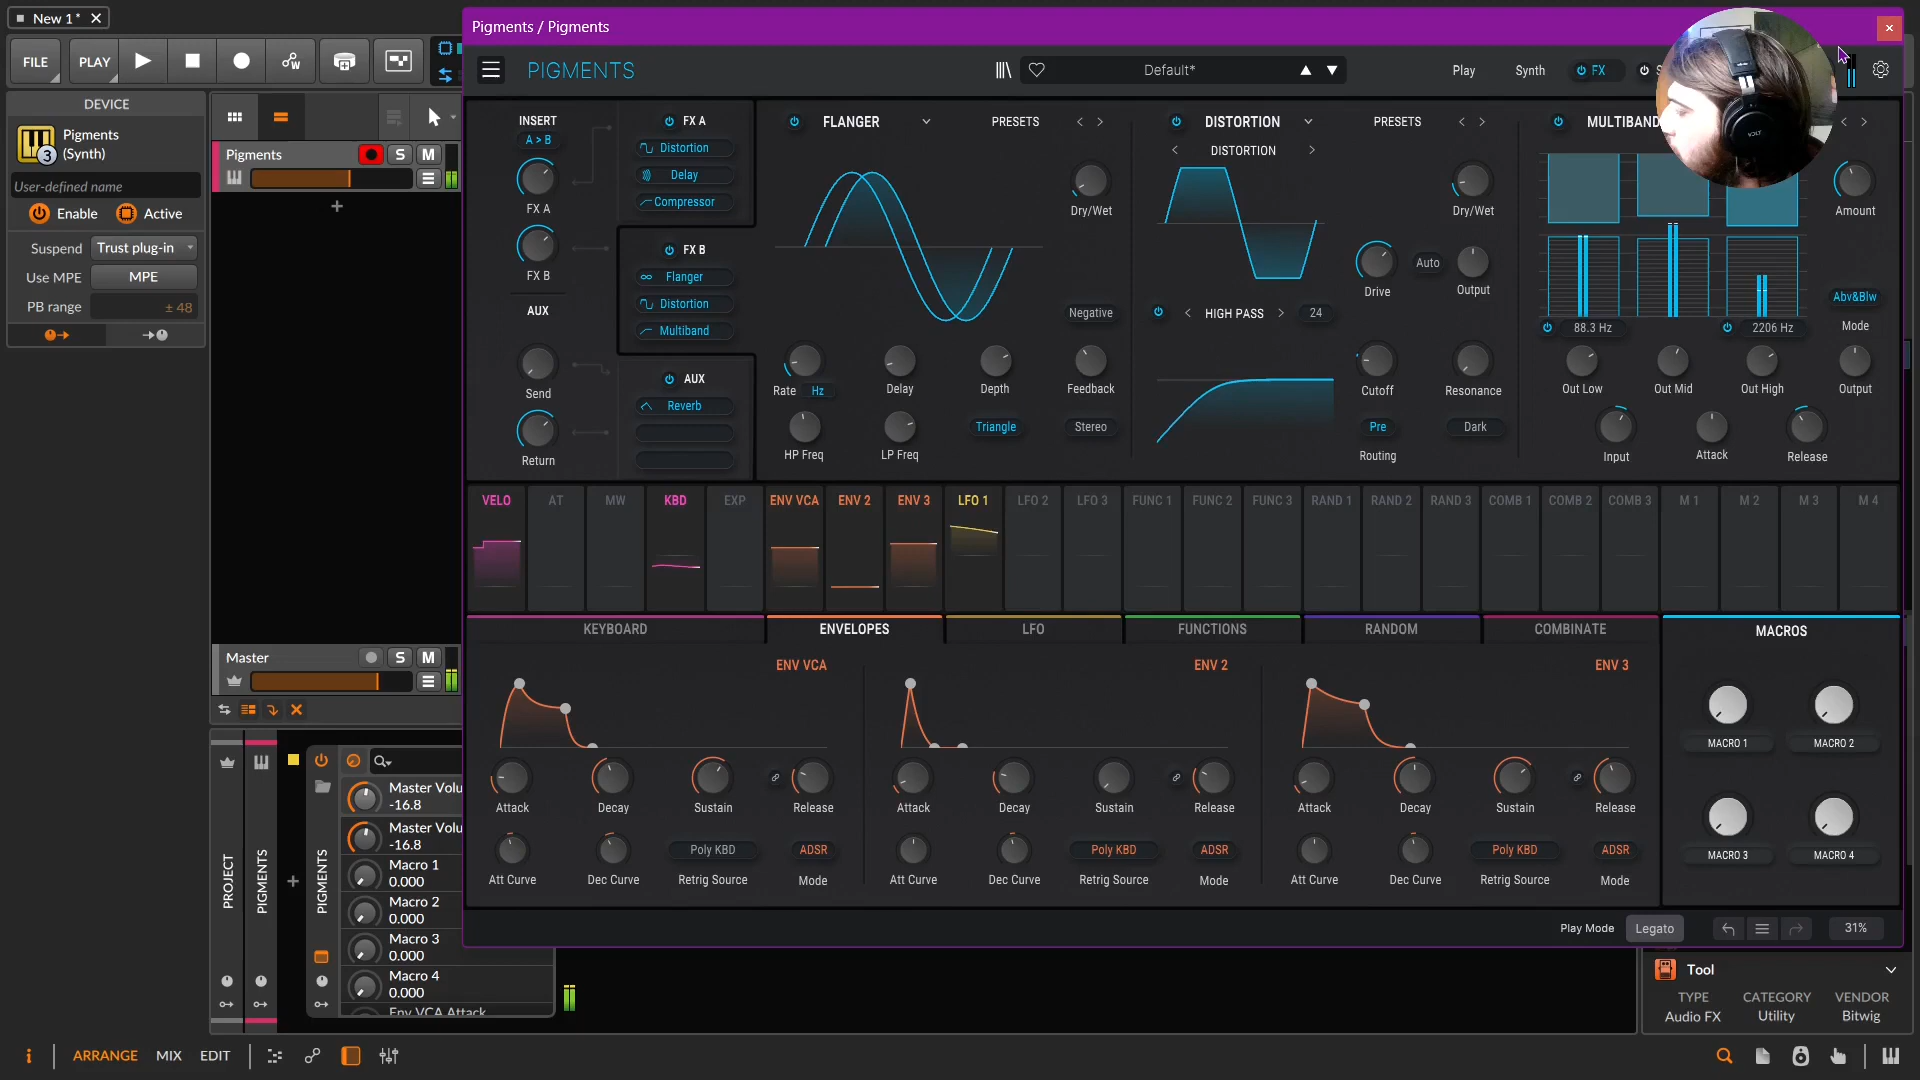 New 1 *
Pigments / Pigments
FILE
PLAY
PIGMENTS
Default*
Play
Synth
FX
DEVICE
Pigments
(Synth)
3
User-defined name
Enable
Active
Suspend
Trust plug-in
Use MPE
MPE
PB range
± 48
Pigments
S
M
Master
S
M
INSERT
A > B
FX A
FX B
AUX
Send
Return
FX A
Distortion
Delay
Compressor
FX B
Flanger
Distortion
Multiband
AUX
Reverb
FLANGER
PRESETS
Dry/Wet
Negative
Rate
Hz
Delay
Depth
Feedback
HP Freq
LP Freq
Triangle
Stereo
DISTORTION
PRESETS
DISTORTION
Dry/Wet
Drive
Auto
Output
HIGH PASS
24
Cutoff
Resonance
Pre
Dark
Routing
MULTIBAND
Amount
Abv&Blw
Mode
88.3 Hz
2206 Hz
Out Low
Out Mid
Out High
Output
Input
Attack
Release
VELO
AT
MW
KBD
EXP
ENV VCA
ENV 2
ENV 3
LFO 1
LFO 2
LFO 3
FUNC 1
FUNC 2
FUNC 3
RAND 1
RAND 2
RAND 3
COMB 1
COMB 2
COMB 3
M 1
M 2
M 3
M 4
KEYBOARD
ENVELOPES
LFO
FUNCTIONS
RANDOM
COMBINATE
MACROS
ENV VCA
Attack
Decay
Sustain
Release
Att Curve
Dec Curve
Poly KBD
Retrig Source
ADSR
Mode
ENV 2
Attack
Decay
Sustain
Release
Att Curve
Dec Curve
Poly KBD
Retrig Source
ADSR
Mode
ENV 3
Attack
Decay
Sustain
Release
Att Curve
Dec Curve
Poly KBD
Retrig Source
ADSR
Mode
MACRO 1
MACRO 2
MACRO 3
MACRO 4
Play Mode
Legato
31%
PROJECT
PIGMENTS
PIGMENTS
Master Volu
-16.8
Master Volu
-16.8
Macro 1
0.000
Macro 2
0.000
Macro 3
0.000
Macro 4
0.000
Env VCA Attack
Tool
TYPE
CATEGORY
VENDOR
Audio FX
Utility
Bitwig
i
ARRANGE
MIX
EDIT